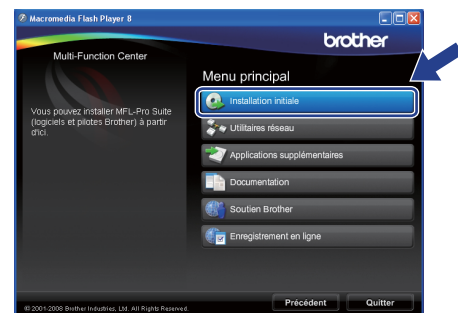 Macromedia Flash Player 8
brother
Multi-Function Center
Menu principal
Installation initiale
Vous pouvez installer MFL-Pro Suite
(logiciels et pilotes Brother) à partir
d'ici.
Utilitaires réseau
Applications supplémentaires
Documentation
Soutien Brother
Enregistrement en ligne
Précédent
Quitter
© 2001-2008 Brother Industries, Ltd. All Rights Reserved.